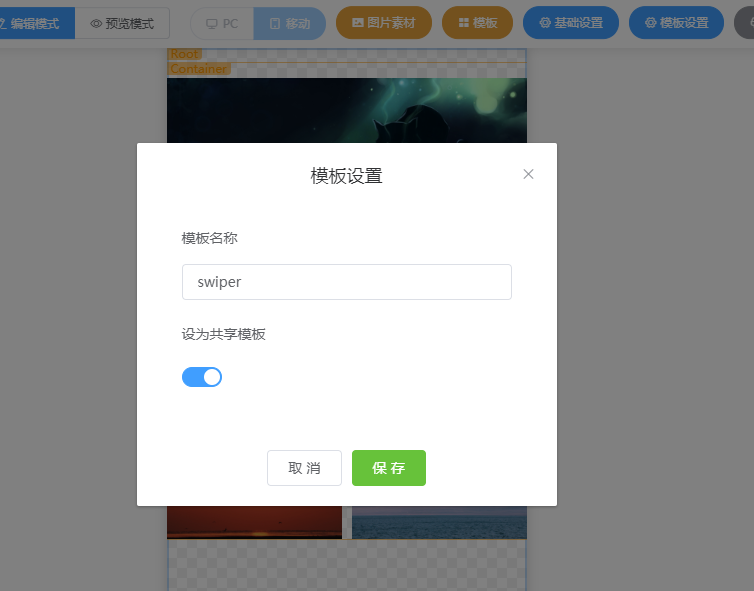 编辑模式 预览模式 PC 移动 图片素材 模板 基础设置 模板设置
Root
Container
模板设置
模板名称
swiper
设为共享模板
取 消 保 存